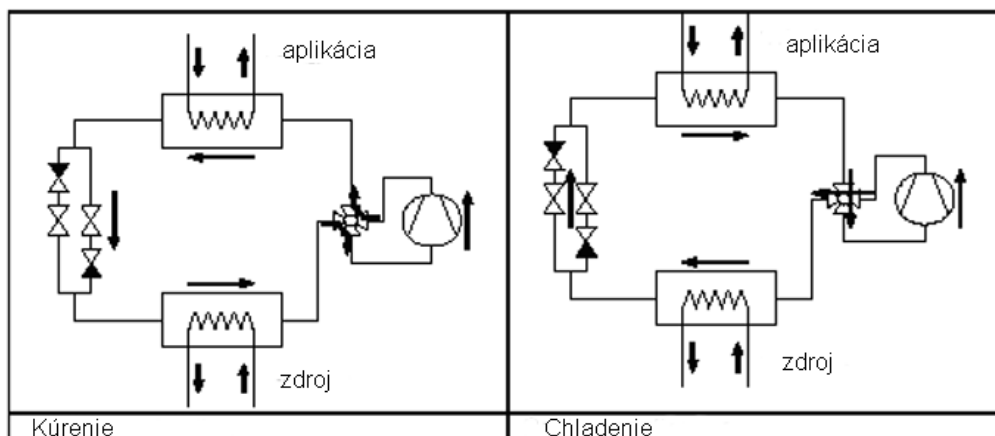 aplikácia
zdroj
Kúrenie
aplikácia
zdroj
Chladenie